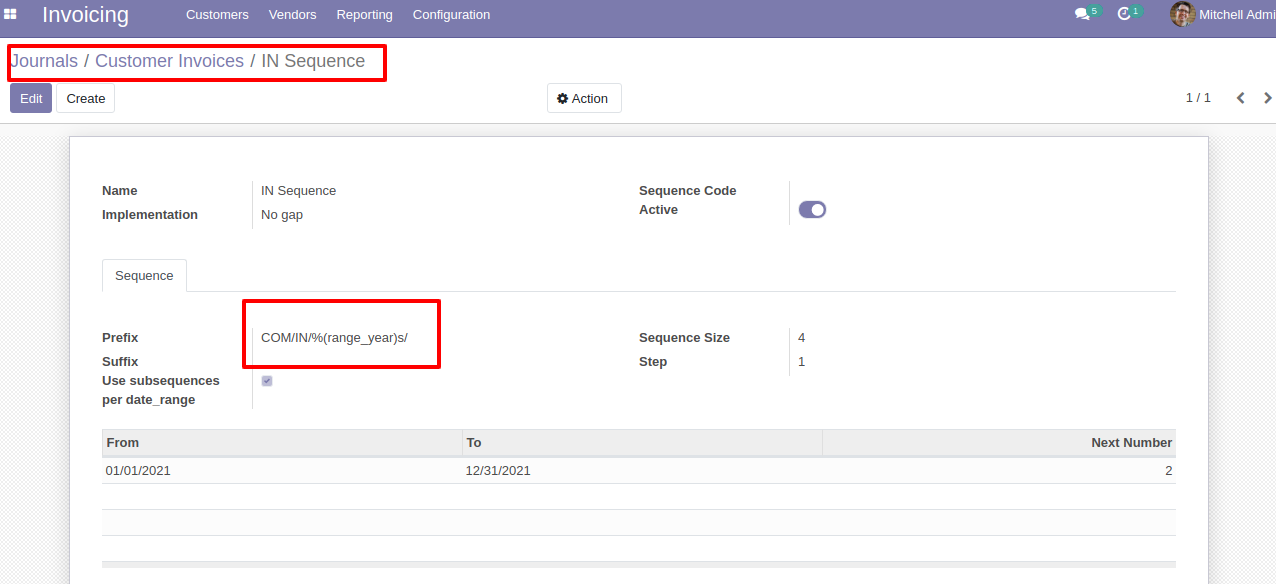 Invoicing Customers Vendors Reporting Configuration 5 1 Mitchell Admi
Journals / Customer Invoices / IN Sequence
Edit Create Action 1 / 1
Name IN Sequence Sequence Code
Implementation No gap Active
Sequence
Prefix COM/IN/%(range_year)s/ Sequence Size 4
Suffix Step 1
Use subsequences
per date_range
From To Next Number
01/01/2021 12/31/2021 2